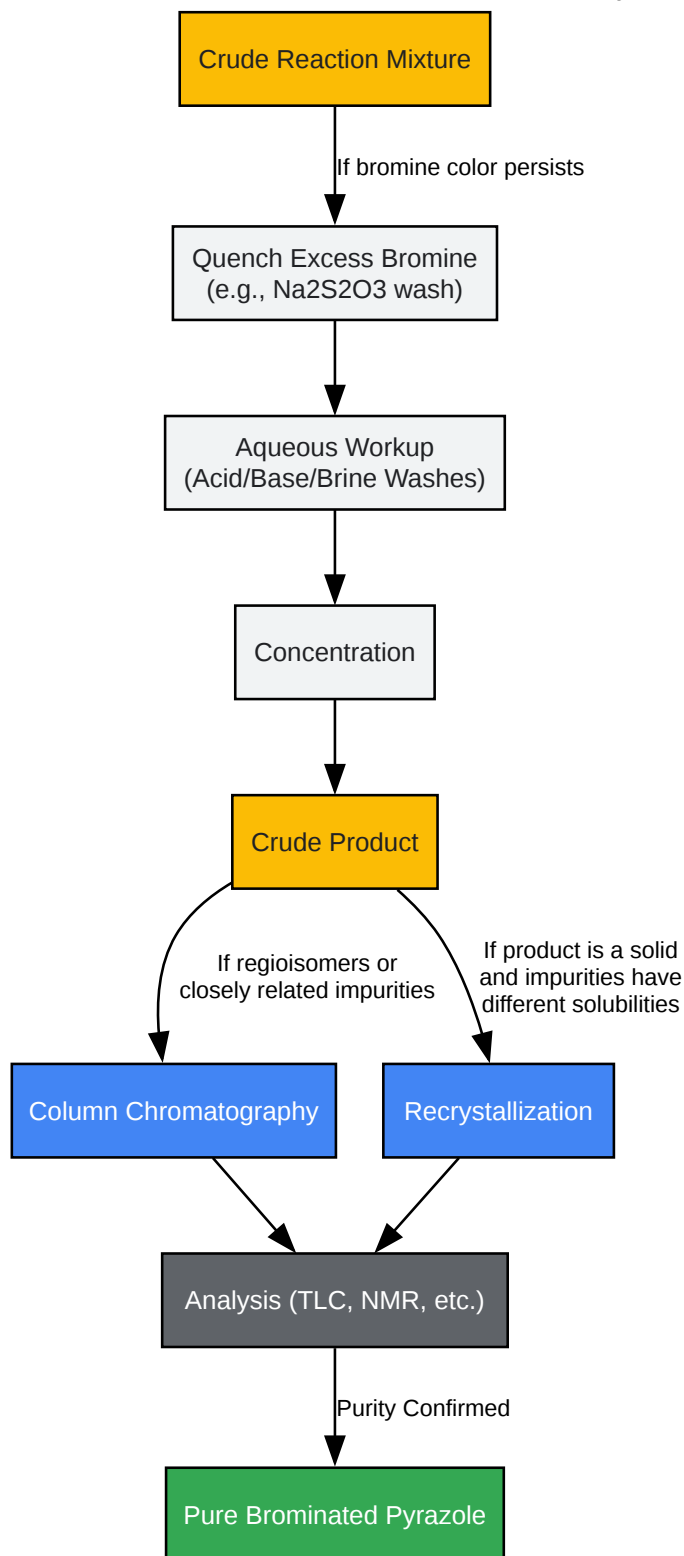 Crude Reaction Mixture
If bromine color persists
Quench Excess Bromine
(e.g., Na2S2O3 wash)
Aqueous Workup
(Acid/Base/Brine Washes)
Concentration
Crude Product
If regioisomers or
closely related impurities
If product is a solid
and impurities have
different solubilities
Column Chromatography
Recrystallization
Analysis (TLC, NMR, etc.)
Purity Confirmed
Pure Brominated Pyrazole